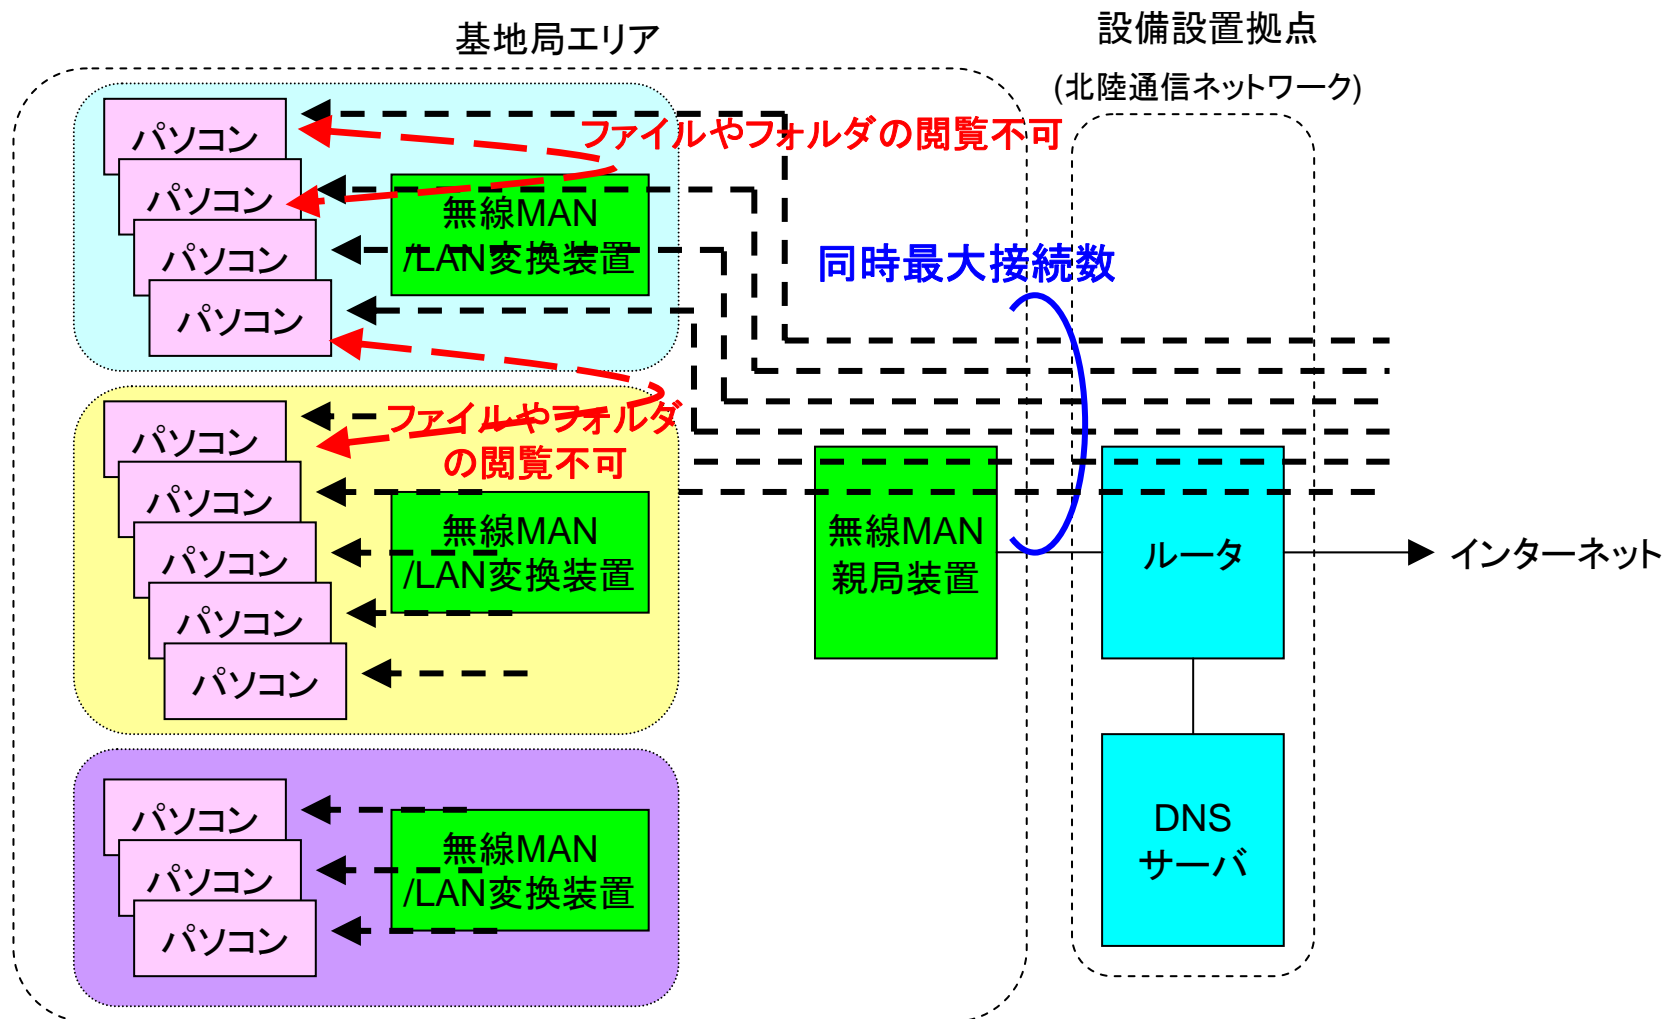 基地局エリア
設備設置拠点
(北陸通信ネットワーク)
パソコン
パソコン
パソコン
パソコン
ファイルやフォルダの閲覧不可
無線MAN
/LAN変換装置
同時最大接続数
パソコン
パソコン
パソコン
パソコン
パソコン
ファイルやフォルダ
の閲覧不可
無線MAN
/LAN変換装置
無線MAN
親局装置
ルータ
インターネット
パソコン
パソコン
パソコン
無線MAN
/LAN変換装置
DNS
サーバ